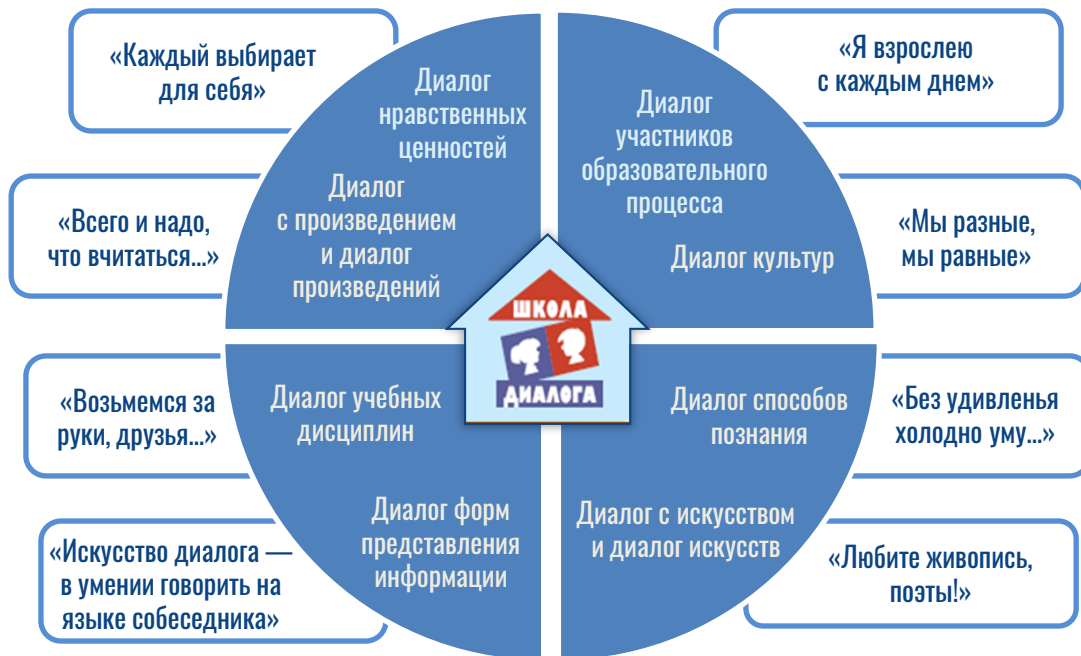 «Каждый выбирает
для себя»
Диалог
нравственных
ценностей
«Всего и надо,
что вчитаться...»
Диалог
с произведением
и диалог
произведений
«Я взрослею
с каждым днем»
Диалог
участников
образовательного
процесса
«Мы разные,
мы равные»
Диалог культур
ШКОЛА
ДИАЛОГА
«Возьмемся за
руки, друзья...»
Диалог учебных
дисциплин
«Искусство диалога —
в умении говорить на
языке собеседника»
Диалог форм
представления
информации
Диалог способов
познания
«Без удивленья
холодно уму...»
Диалог с искусством
и диалог искусств
«Любите живопись,
поэты!»